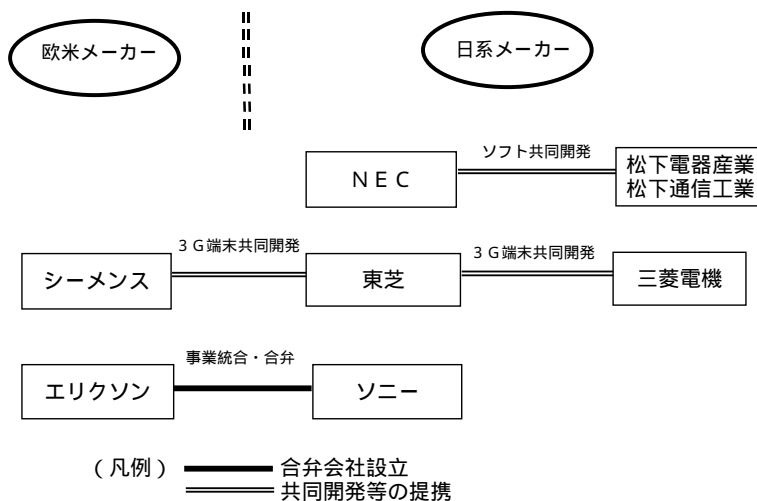 欧米メーカー
日系メーカー
ソフト共同開発
ＮＥＣ
松下電器産業
松下通信工業
３Ｇ端末共同開発
３Ｇ端末共同開発
シーメンス
東芝
三菱電機
事業統合・合弁
エリクソン
ソニー
（凡例）
合弁会社設立
共同開発等の提携